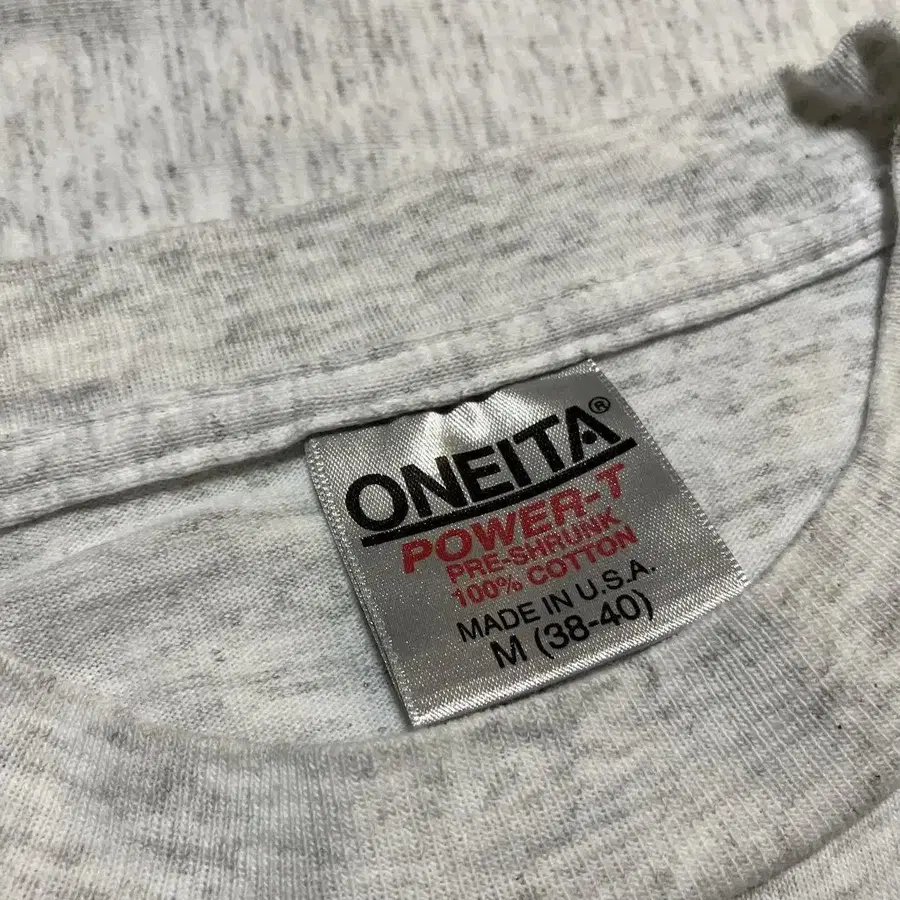 ONEITA®
POWER-T
PRE-SHRUNK
100% COTTON
MADE IN U.S.A.
M (38-40)